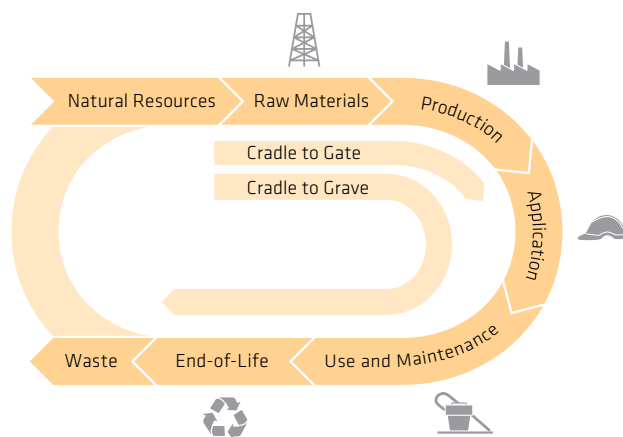 Natural Resources
Raw Materials
Production
Cradle to Gate
Cradle to Grave
Application
Use and Maintenance
End-of-Life
Waste